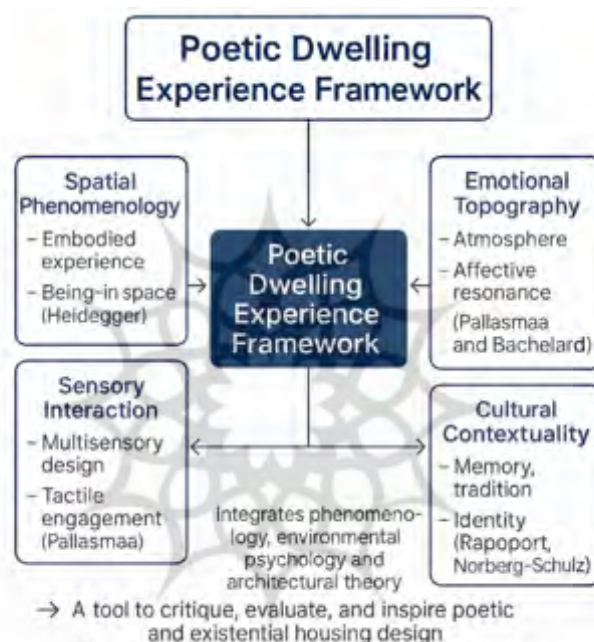 Poetic Dwelling
Experience Framework
Spatial
Phenomenology
– Embodied
experience
– Being-in space
(Heidegger)
Emotional
Topography
– Atmosphere
– Affective
resonance
(Pallasmaa
and Bachelard)
Poetic
Dwelling
Experience
Framework
Sensory
Interaction
– Multisensory
design
– Tactile
engagement
(Pallasmaa)
Cultural
Contextuality
– Memory,
tradition
– Identity
(Rapoport,
Norberg-Schulz)
Integrates phenomeno-
logy, environmental
psychology and
architectural theory
→ A tool to critique, evaluate, and inspire poetic
and existential housing design